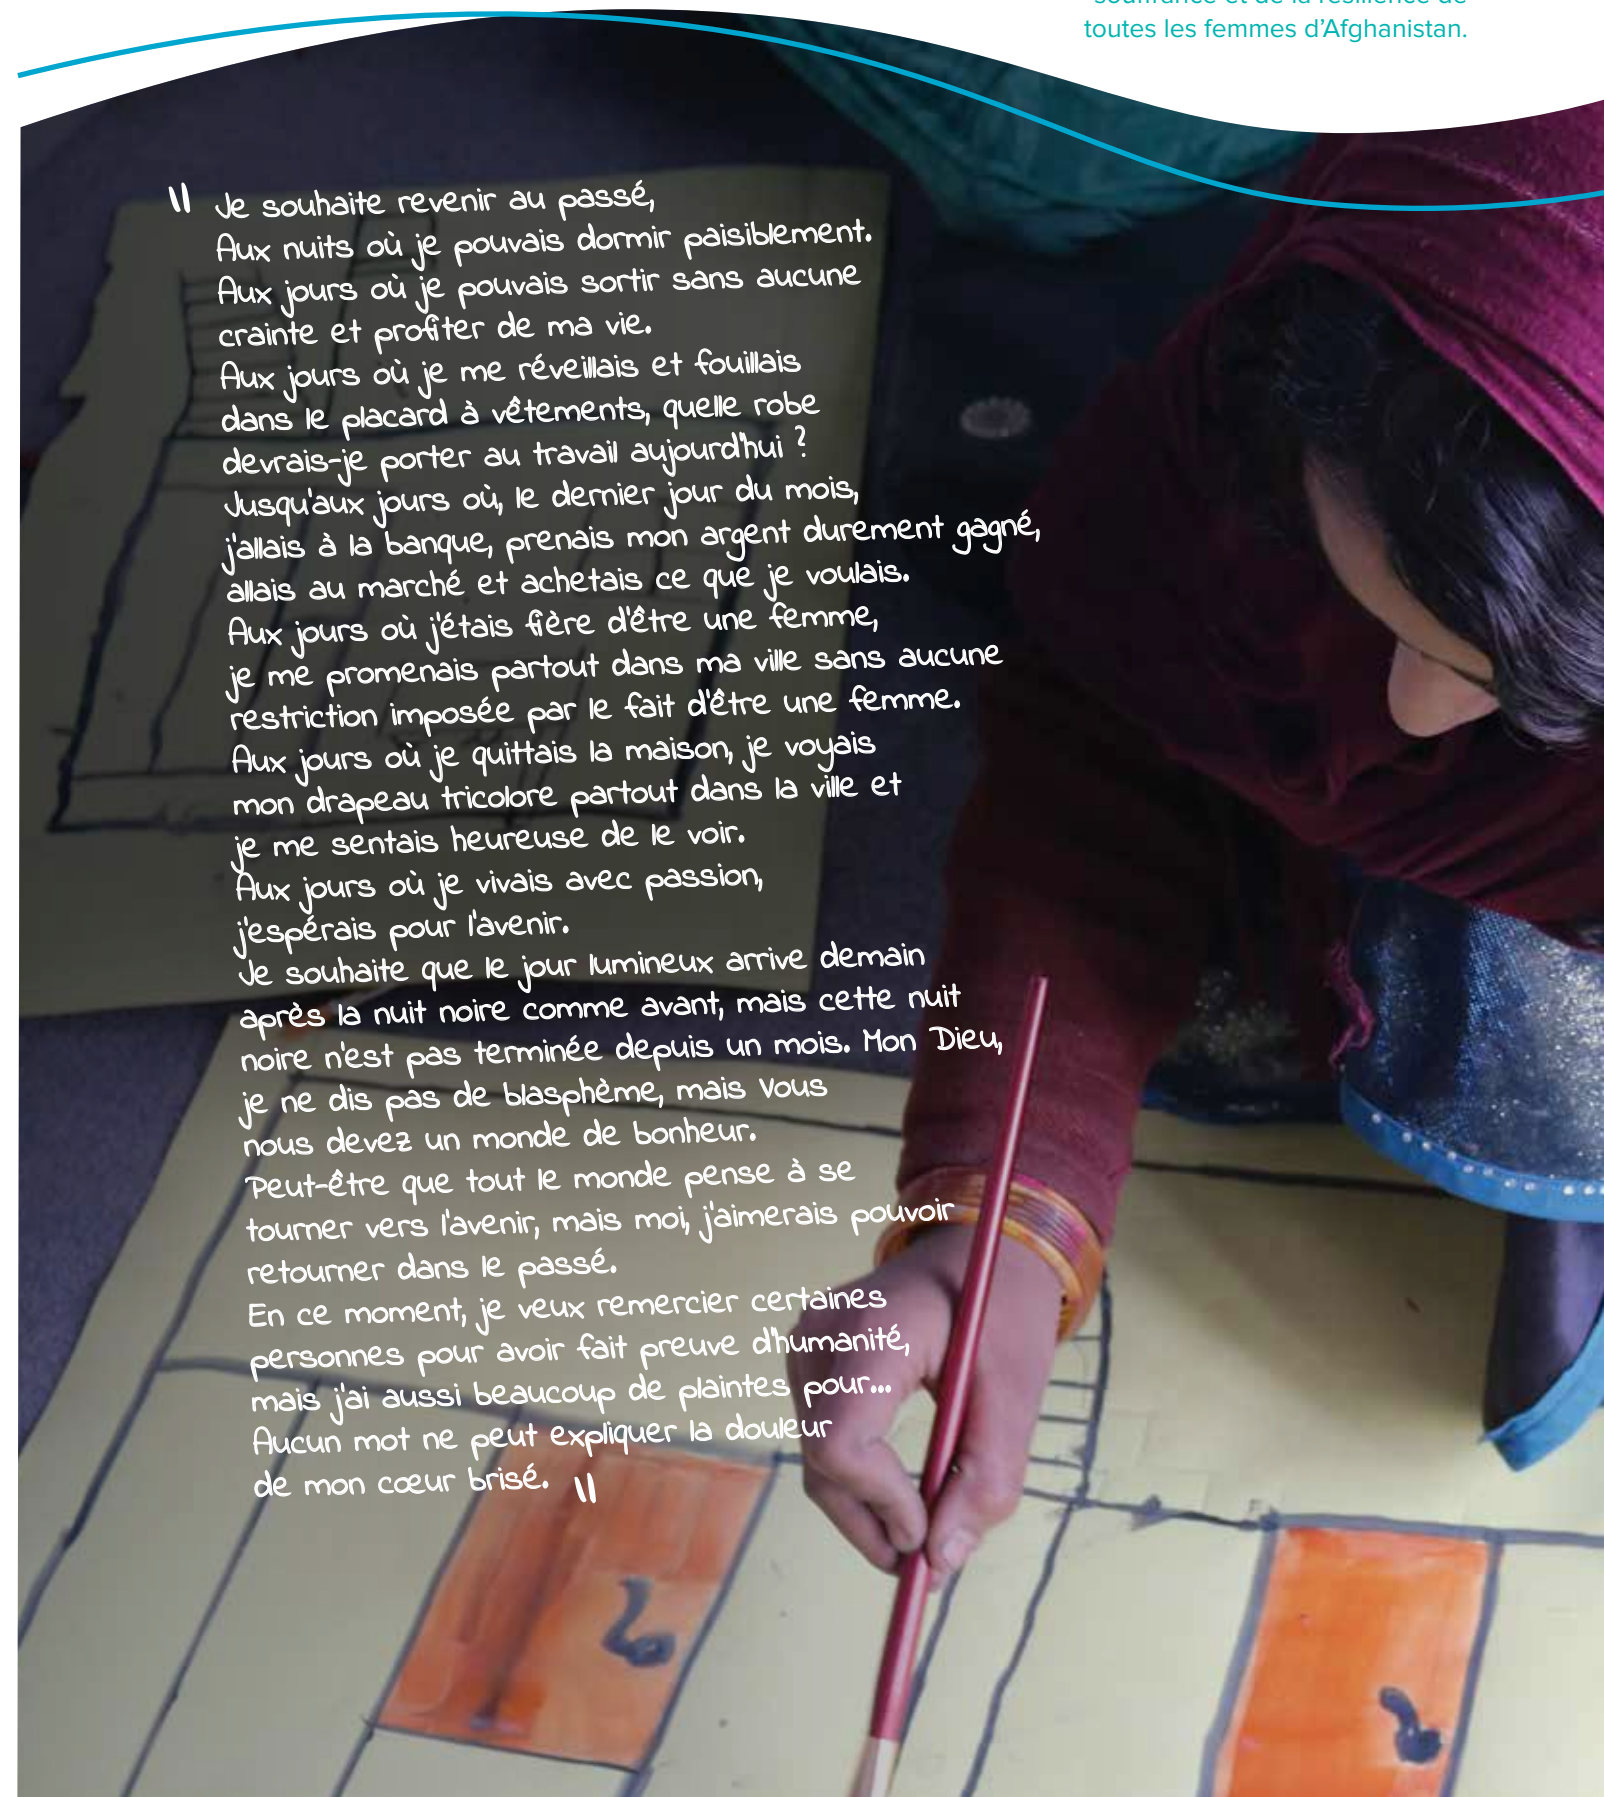 souffrance et de la résilience de
toutes les femmes d’Afghanistan.
" Je souhaite revenir au passé,
Aux nuits où je pouvais dormir paisiblement.
Aux jours où je pouvais sortir sans aucune
crainte et profiter de ma vie.
Aux jours où je me réveillais et fouillais
dans le placard à vêtements, quelle robe
devrais-je porter au travail aujourd'hui ?
Jusqu'aux jours où, le dernier jour du mois,
j'allais à la banque, prenais mon argent durement gagné,
allais au marché et achetais ce que je voulais.
Aux jours où j'étais fière d'être une femme,
je me promenais partout dans ma ville sans aucune
restriction imposée par le fait d'être une femme.
Aux jours où je quittais la maison, je voyais
mon drapeau tricolore partout dans la ville et
je me sentais heureuse de le voir.
Aux jours où je vivais avec passion,
j'espérais pour l'avenir.
Je souhaite que le jour lumineux arrive demain
après la nuit noire comme avant, mais cette nuit
noire n'est pas terminée depuis un mois. Mon Dieu,
je ne dis pas de blasphème, mais Vous
nous devez un monde de bonheur.
Peut-être que tout le monde pense à se
tourner vers l'avenir, mais moi, j'aimerais pouvoir
retourner dans le passé.
En ce moment, je veux remercier certaines
personnes pour avoir fait preuve d'humanité,
mais j'ai aussi beaucoup de plaintes pour...
Aucun mot ne peut expliquer la douleur
de mon cœur brisé. "